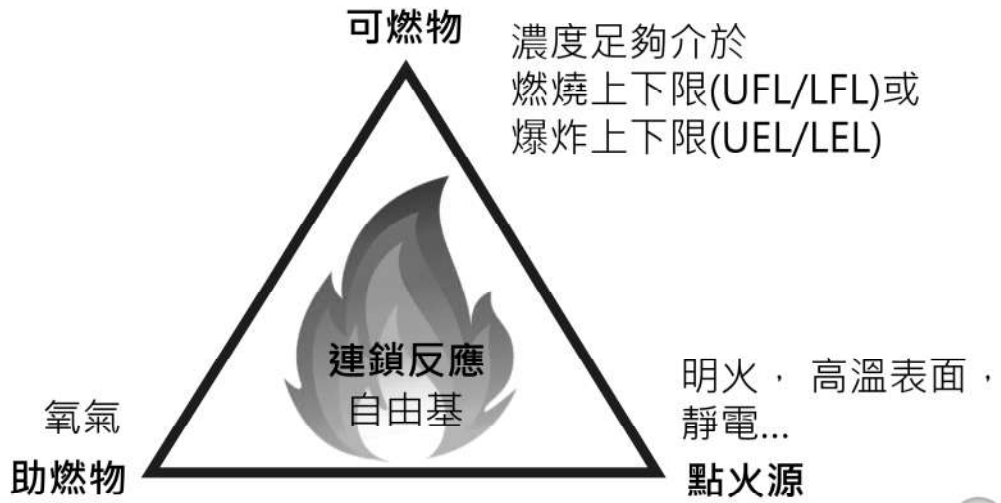 可燃物
濃度足夠介於
燃燒上下限(UFL/LFL)或
爆炸上下限(UEL/LEL)
連鎖反應
自由基
氧氣
助燃物
明火， 高溫表面，
靜電...
點火源